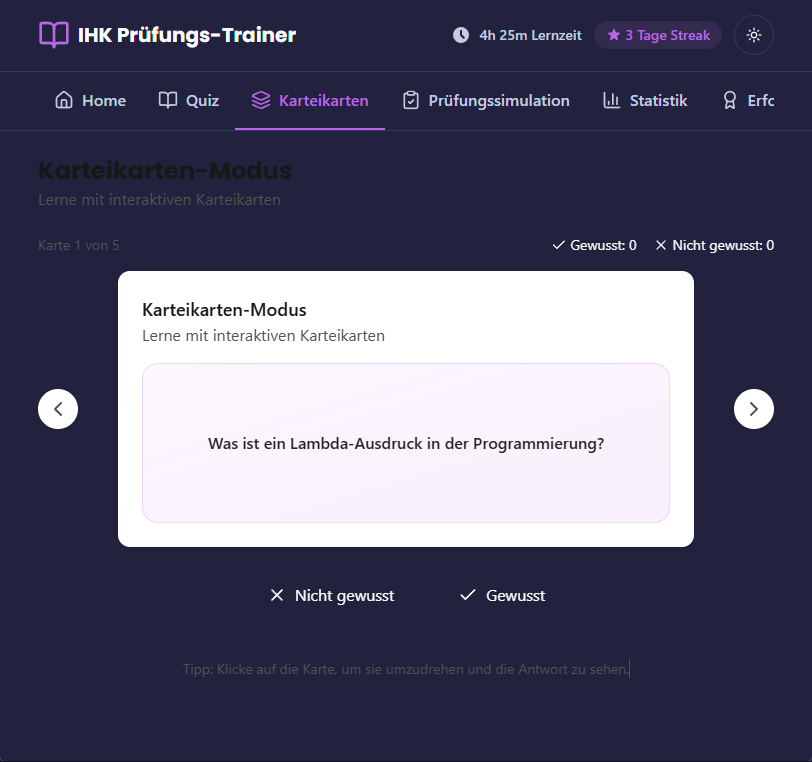 IHK Prüfungs-Trainer
4h 25m Lernzeit
3 Tage Streak
Home
Quiz
Karteikarten
Prüfungssimulation
Statistik
Erfc
Karteikarten-Modus
Lerne mit interaktiven Karteikarten
Karte 1 von 5
Gewusst: 0
Nicht gewusst: 0
Karteikarten-Modus
Lerne mit interaktiven Karteikarten
Was ist ein Lambda-Ausdruck in der Programmierung?
Nicht gewusst
Gewusst
Tipp: Klicke auf die Karte, um sie umzudrehen und die Antwort zu sehen.